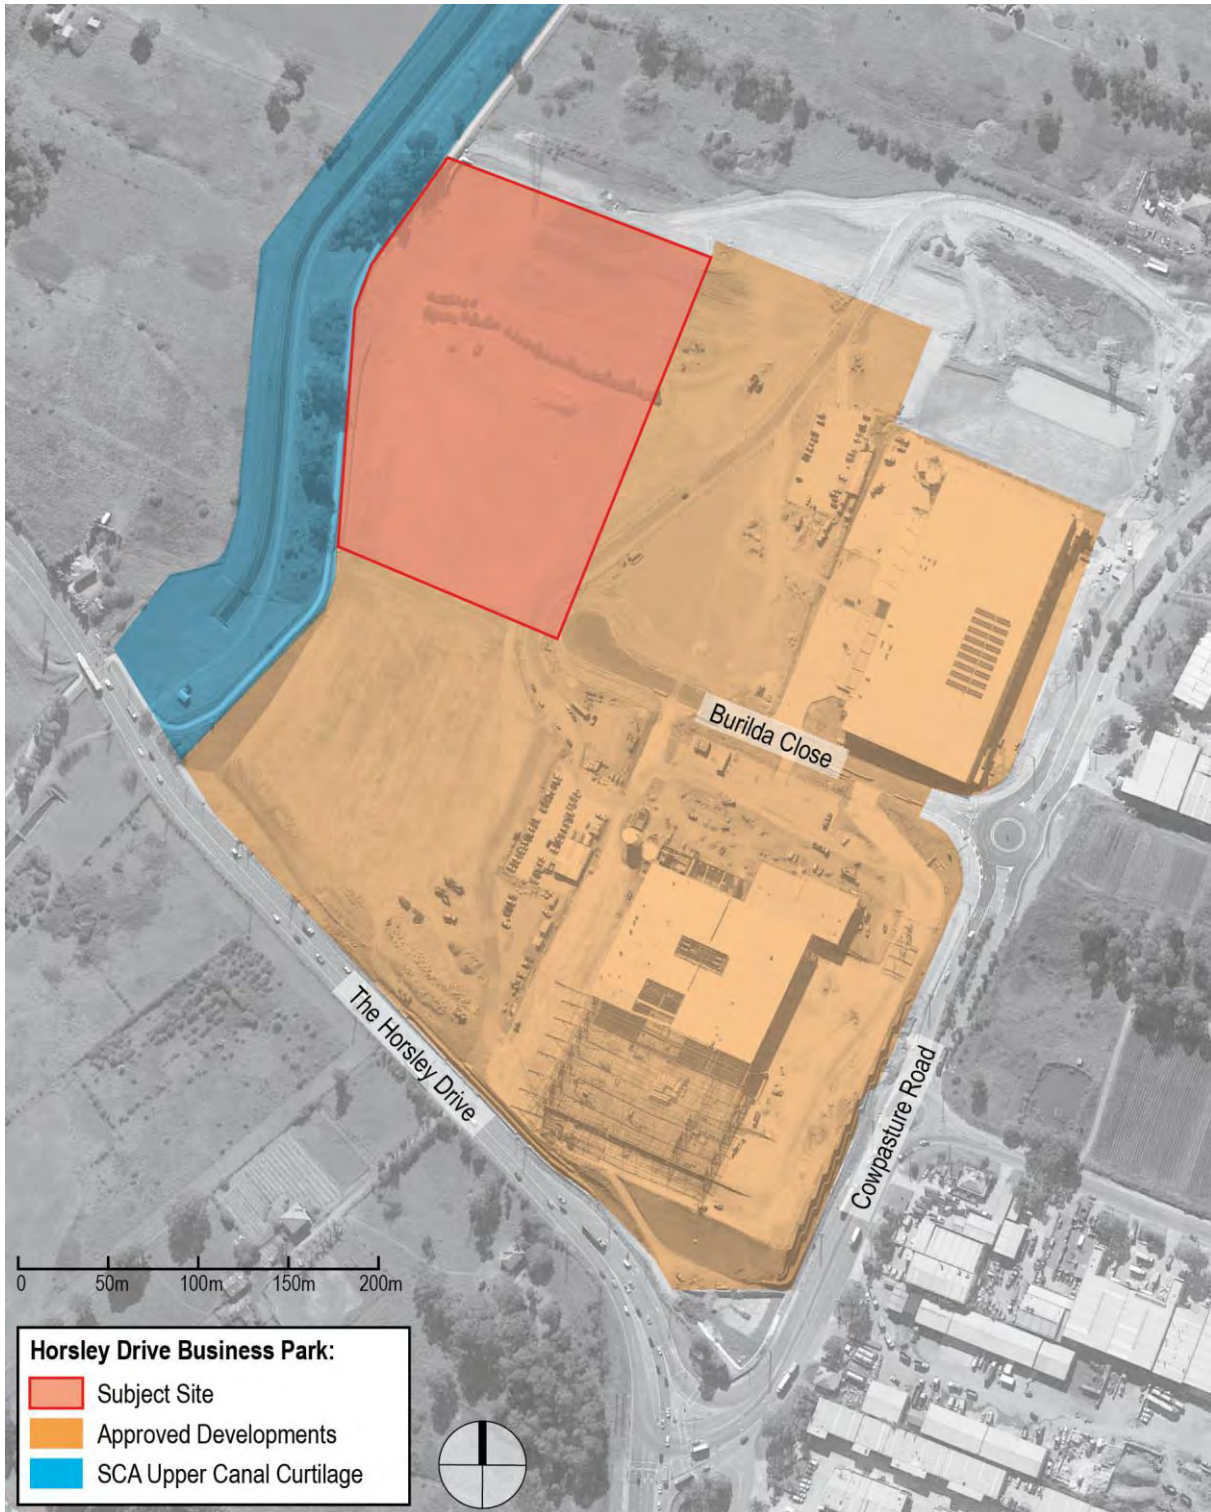 Burilda Close
The Horsley Drive
Cowpasture Road
0 50m 100m 150m 200m
Horsley Drive Business Park:
Subject Site
Approved Developments
SCA Upper Canal Curtilage